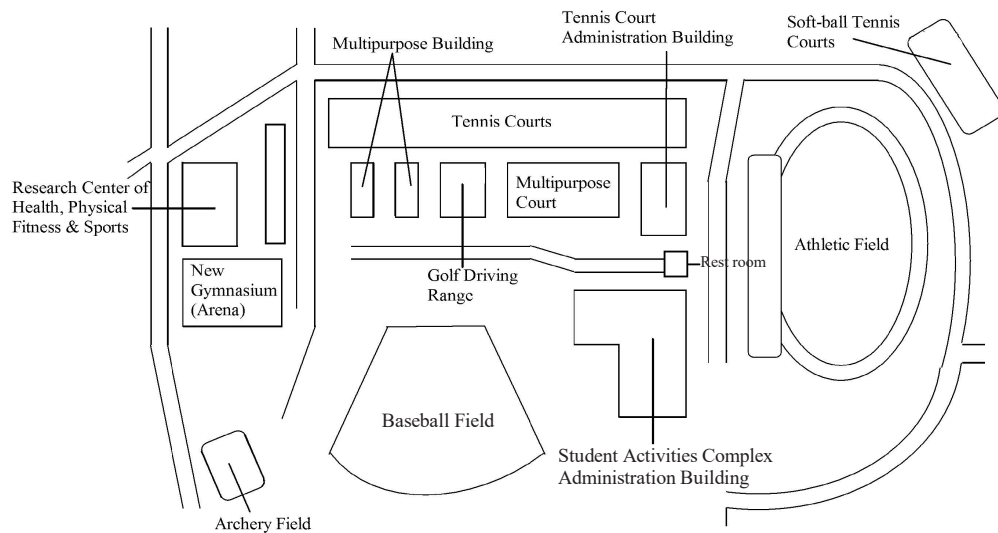 Tennis Court
Administration Building
Soft-ball Tennis
Courts
Multipurpose Building
Tennis Courts
Research Center of
Health, Physical
Fitness & Sports
Multipurpose
Court
Athletic Field
Rest room
New
Gymnasium
(Arena)
Golf Driving
Range
Baseball Field
Student Activities Complex
Administration Building
Archery Field